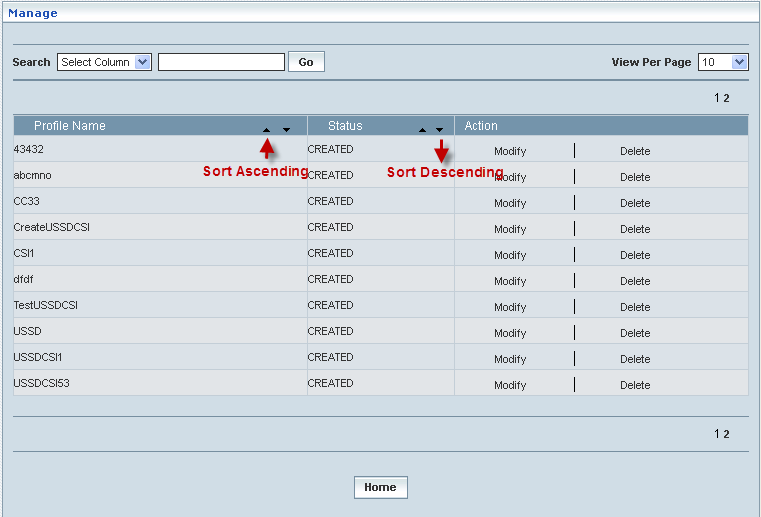 Manage
Search Select Column Go View Per Page 10
1 2
Profile Name Status Action
43432 CREATED Modify Delete
Sort Ascending Sort Descending
abcmno CREATED Modify Delete
CC33 CREATED Modify Delete
CreateUSSDCSI CREATED Modify Delete
CSI1 CREATED Modify Delete
dfdf CREATED Modify Delete
TestUSSDCSI CREATED Modify Delete
USSD CREATED Modify Delete
USSDCSI1 CREATED Modify Delete
USSDCSI53 CREATED Modify Delete
1 2
Home